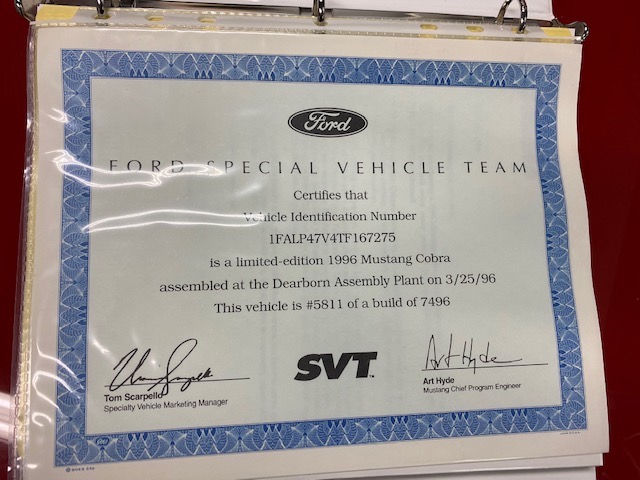 Ford
FORD SPECIAL VEHICLE TEAM
Certifies that
Vehicle Identification Number
1FALP47V4TF167275
is a limited-edition 1996 Mustang Cobra
assembled at the Dearborn Assembly Plant on 3/25/96
This vehicle is #5811 of a build of 7496
SVT
Art Hyde
Tom Scarpello
Specialty Vehicle Marketing Manager
Art Hyde
Mustang Chief Program Engineer